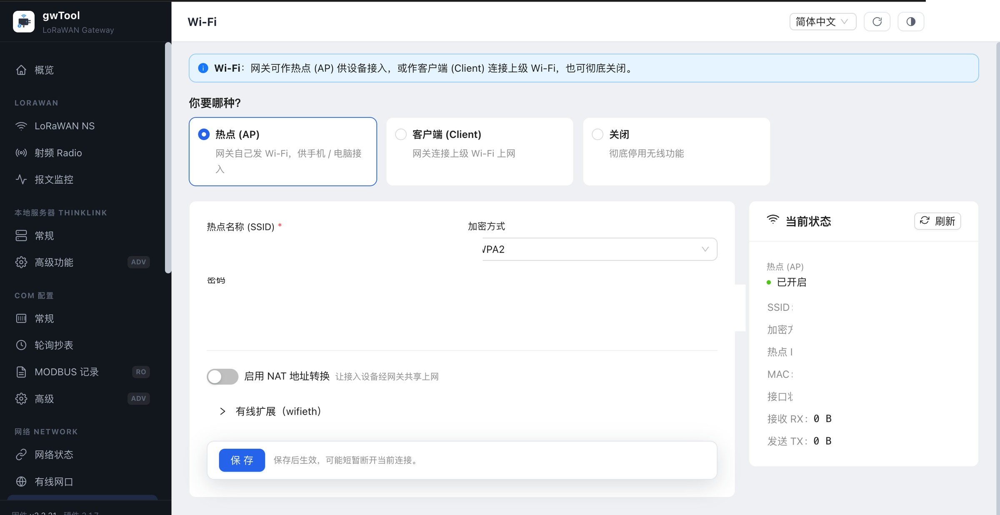 gwTool
LoRaWAN Gateway
Wi-Fi
简体中文
概览
LORAWAN
LoRaWAN NS
射频 Radio
报文监控
本地服务器 THINKLINK
常规
高级功能 ADV
COM 配置
常规
轮询抄表
MODBUS 记录 RO
高级 ADV
网络 NETWORK
网络状态
有线网口
Wi-Fi：网关可作热点 (AP) 供设备接入，或作客户端 (Client) 连接上级 Wi-Fi，也可彻底关闭。
你要哪种?
热点 (AP)
网关自己发 Wi-Fi，供手机 / 电脑接
入
客户端 (Client)
网关连接上级 Wi-Fi 上网
关闭
彻底停用无线功能
热点名称 (SSID) *
加密方式
WPA2
密码
启用 NAT 地址转换 让接入设备经网关共享上网
有线扩展（wifieth）
保 存 保存后生效，可能短暂断开当前连接。
当前状态 刷新
热点 (AP)
已开启
SSID:
加密
热点
MAC:
接口
接收 RX: 0 B
发送 TX: 0 B